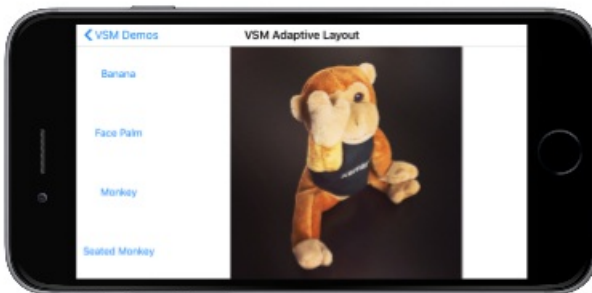 VSM Demos
VSM Adaptive Layout
Banana
Face Palm
Monkey
Seated Monkey